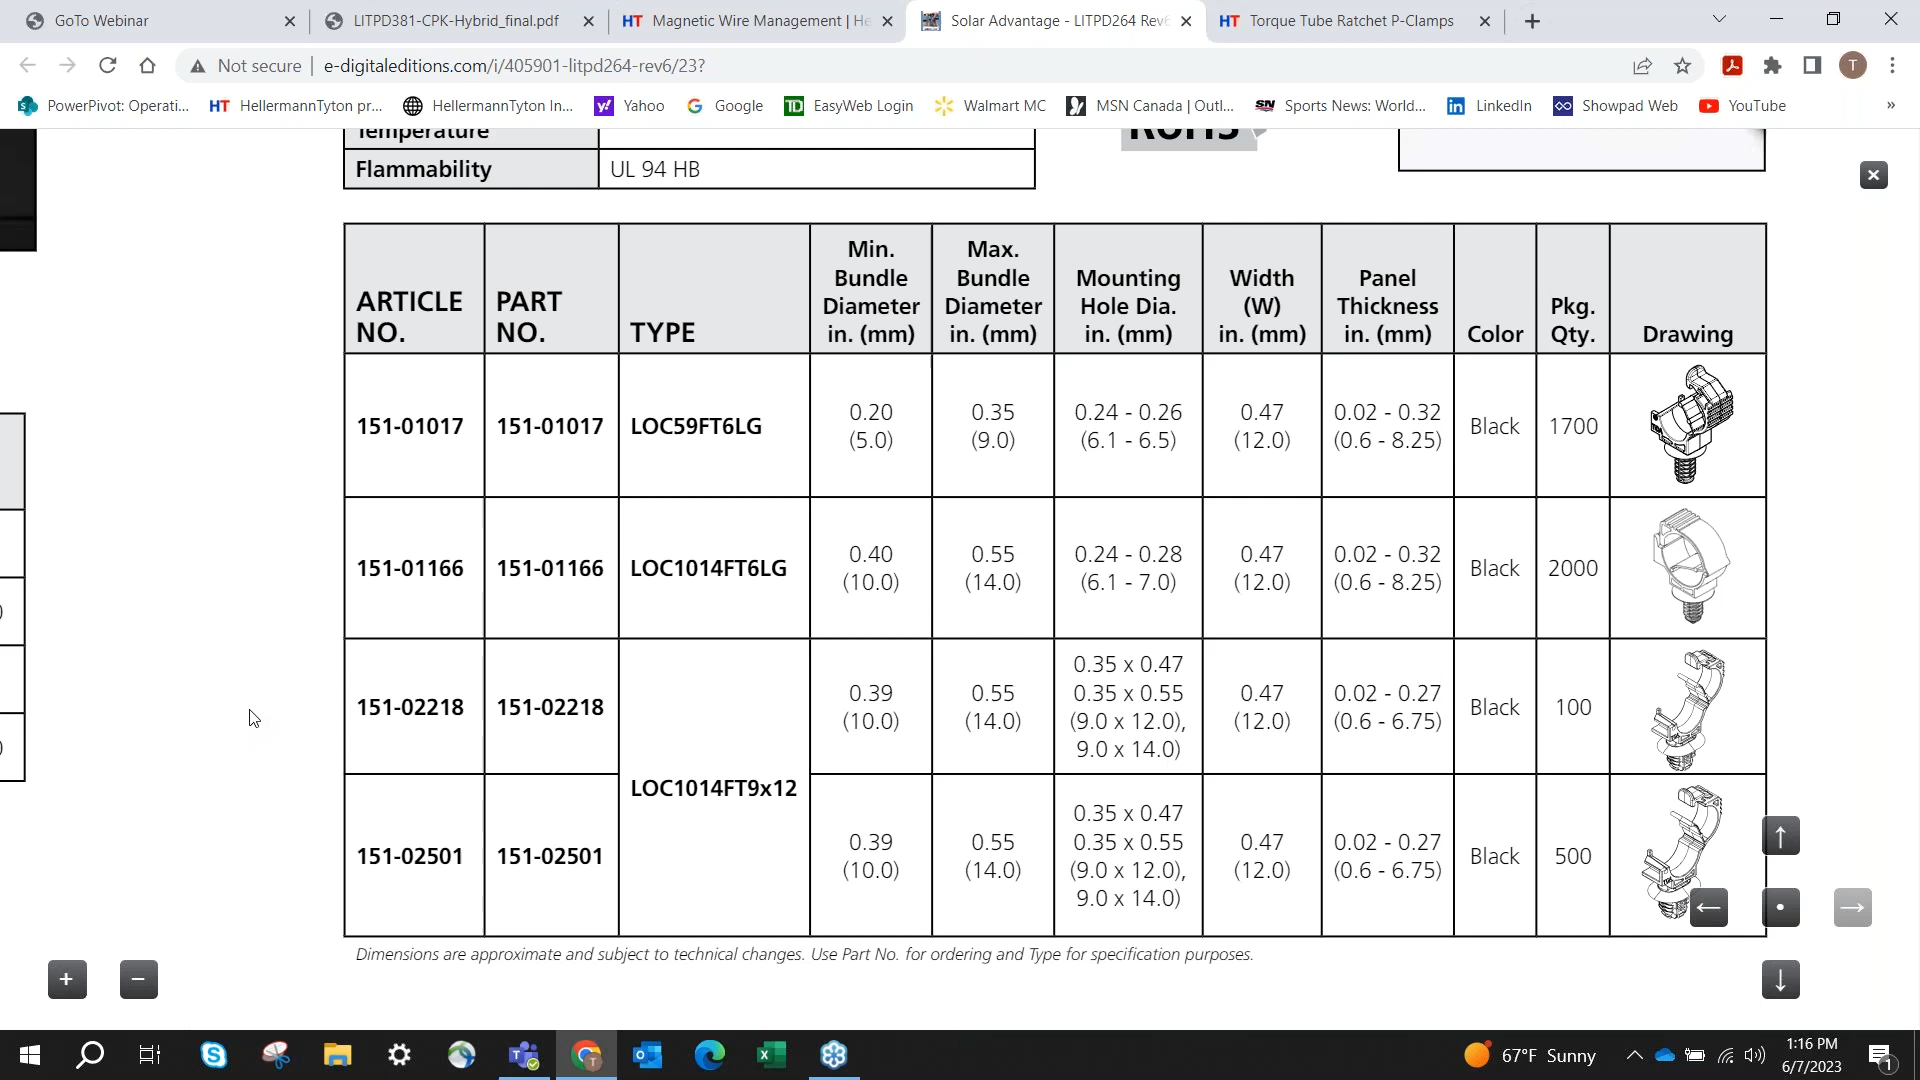 GoTo Webinar
LITPD381-CPK-Hybrid_final.pdf
HT Magnetic Wire Management | He
Solar Advantage - LITPD264 Rev6
HT Torque Tube Ratchet P-Clamps
Not secure | e-digitaleditions.com/i/405901-litpd264-rev6/23?
T
PowerPivot: Operati...
HT HellermannTyton pr...
HellermannTyton In...
Yahoo
Google
EasyWeb Login
Walmart MC
MSN Canada | Outl...
Sports News: World...
LinkedIn
Showpad Web
YouTube
»
Temperature
RoHS
Flammability UL 94 HB
ARTICLE NO.
PART NO.
TYPE
Min. Bundle Diameter in. (mm)
Max. Bundle Diameter in. (mm)
Mounting Hole Dia. in. (mm)
Width (W) in. (mm)
Panel Thickness in. (mm)
Color
Pkg. Qty.
Drawing
151-01017 151-01017 LOC59FT6LG 0.20 (5.0) 0.35 (9.0) 0.24 - 0.26 (6.1 - 6.5) 0.47 (12.0) 0.02 - 0.32 (0.6 - 8.25) Black 1700
151-01166 151-01166 LOC1014FT6LG 0.40 (10.0) 0.55 (14.0) 0.24 - 0.28 (6.1 - 7.0) 0.47 (12.0) 0.02 - 0.32 (0.6 - 8.25) Black 2000
151-02218 151-02218 LOC1014FT9x12 0.39 (10.0) 0.55 (14.0) 0.35 x 0.47 0.35 x 0.55 (9.0 x 12.0), 9.0 x 14.0) 0.47 (12.0) 0.02 - 0.27 (0.6 - 6.75) Black 100
151-02501 151-02501 0.39 (10.0) 0.55 (14.0) 0.35 x 0.47 0.35 x 0.55 (9.0 x 12.0), 9.0 x 14.0) 0.47 (12.0) 0.02 - 0.27 (0.6 - 6.75) Black 500
Dimensions are approximate and subject to technical changes. Use Part No. for ordering and Type for specification purposes.
67°F Sunny
1:16 PM
6/7/2023
1